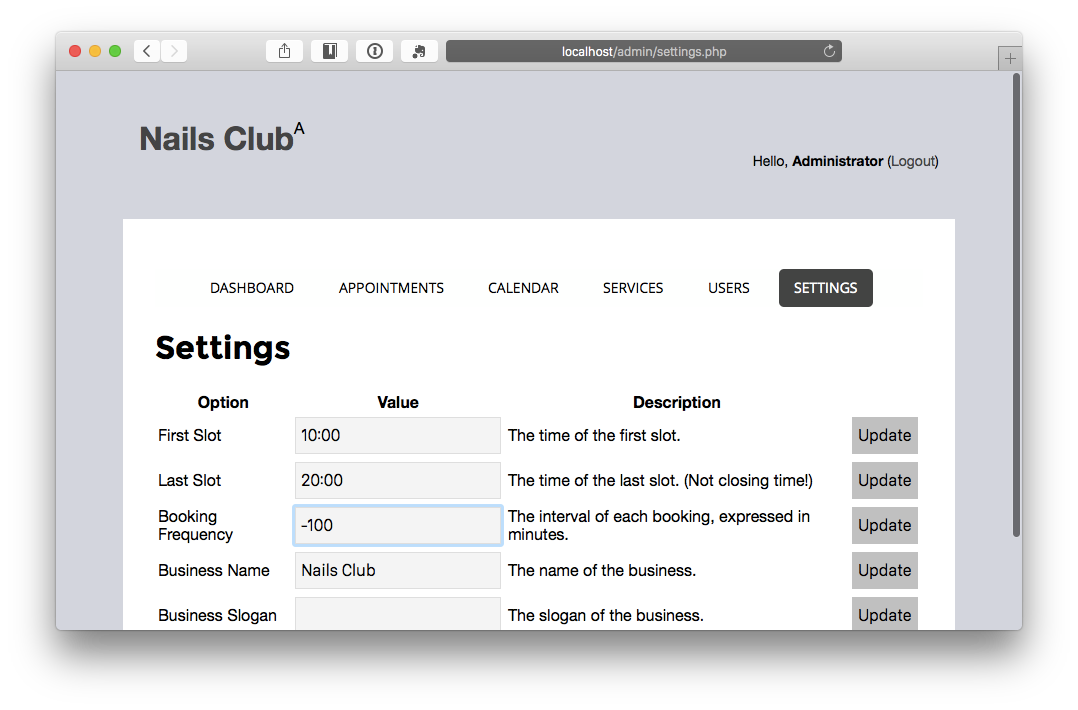 localhost/admin/settings.php
Nails Club^A
Hello, Administrator (Logout)
DASHBOARD APPOINTMENTS CALENDAR SERVICES USERS SETTINGS
Settings
Option Value Description
First Slot 10:00 The time of the first slot. Update
Last Slot 20:00 The time of the last slot. (Not closing time!) Update
Booking Frequency -100 The interval of each booking, expressed in minutes. Update
Business Name Nails Club The name of the business. Update
Business Slogan The slogan of the business. Update